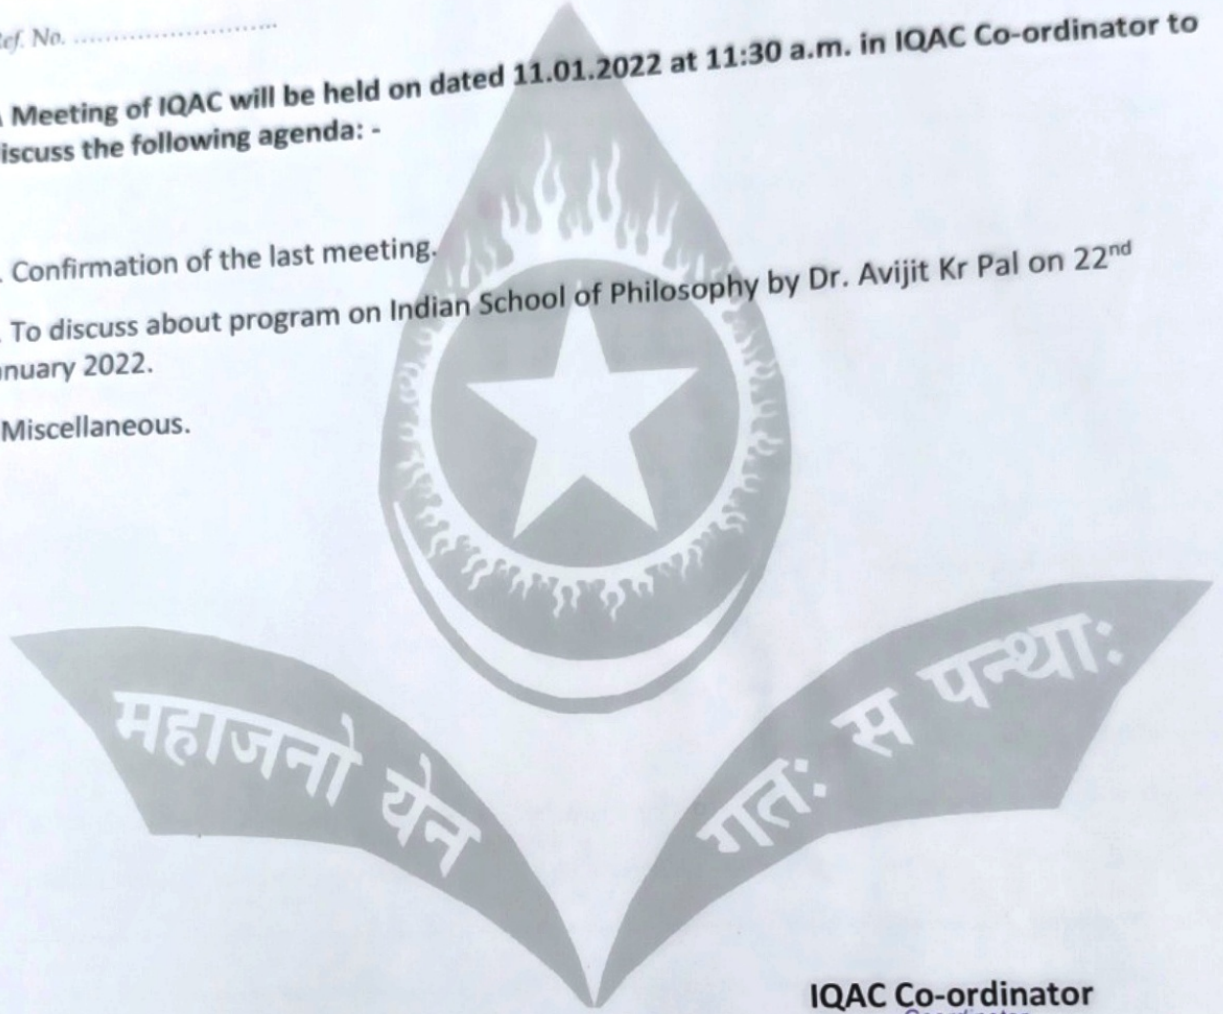 ef. No. ..............................
Meeting of IQAC will be held on dated 11.01.2022 at 11:30 a.m. in IQAC Co-ordinator to
iscuss the following agenda: -
. Confirmation of the last meeting.
. To discuss about program on Indian School of Philosophy by Dr. Avijit Kr Pal on 22nd
nuary 2022.
Miscellaneous.
महाजनो येन गतः स पन्थाः
IQAC Co-ordinator